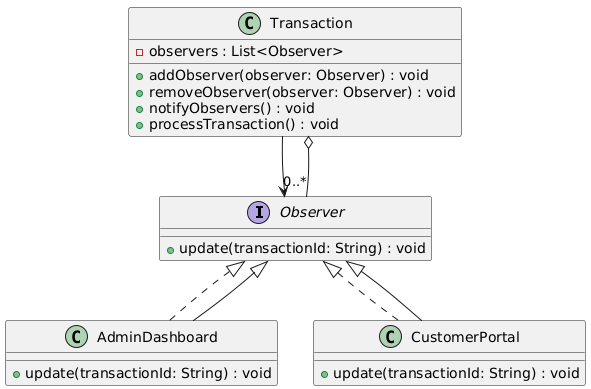 C Transaction
observers : List<Observer>
addObserver(observer: Observer) : void
removeObserver(observer: Observer) : void
notifyObservers() : void
processTransaction() : void
0..*
I Observer
update(transactionId: String) : void
C AdminDashboard
update(transactionId: String) : void
C CustomerPortal
update(transactionId: String) : void